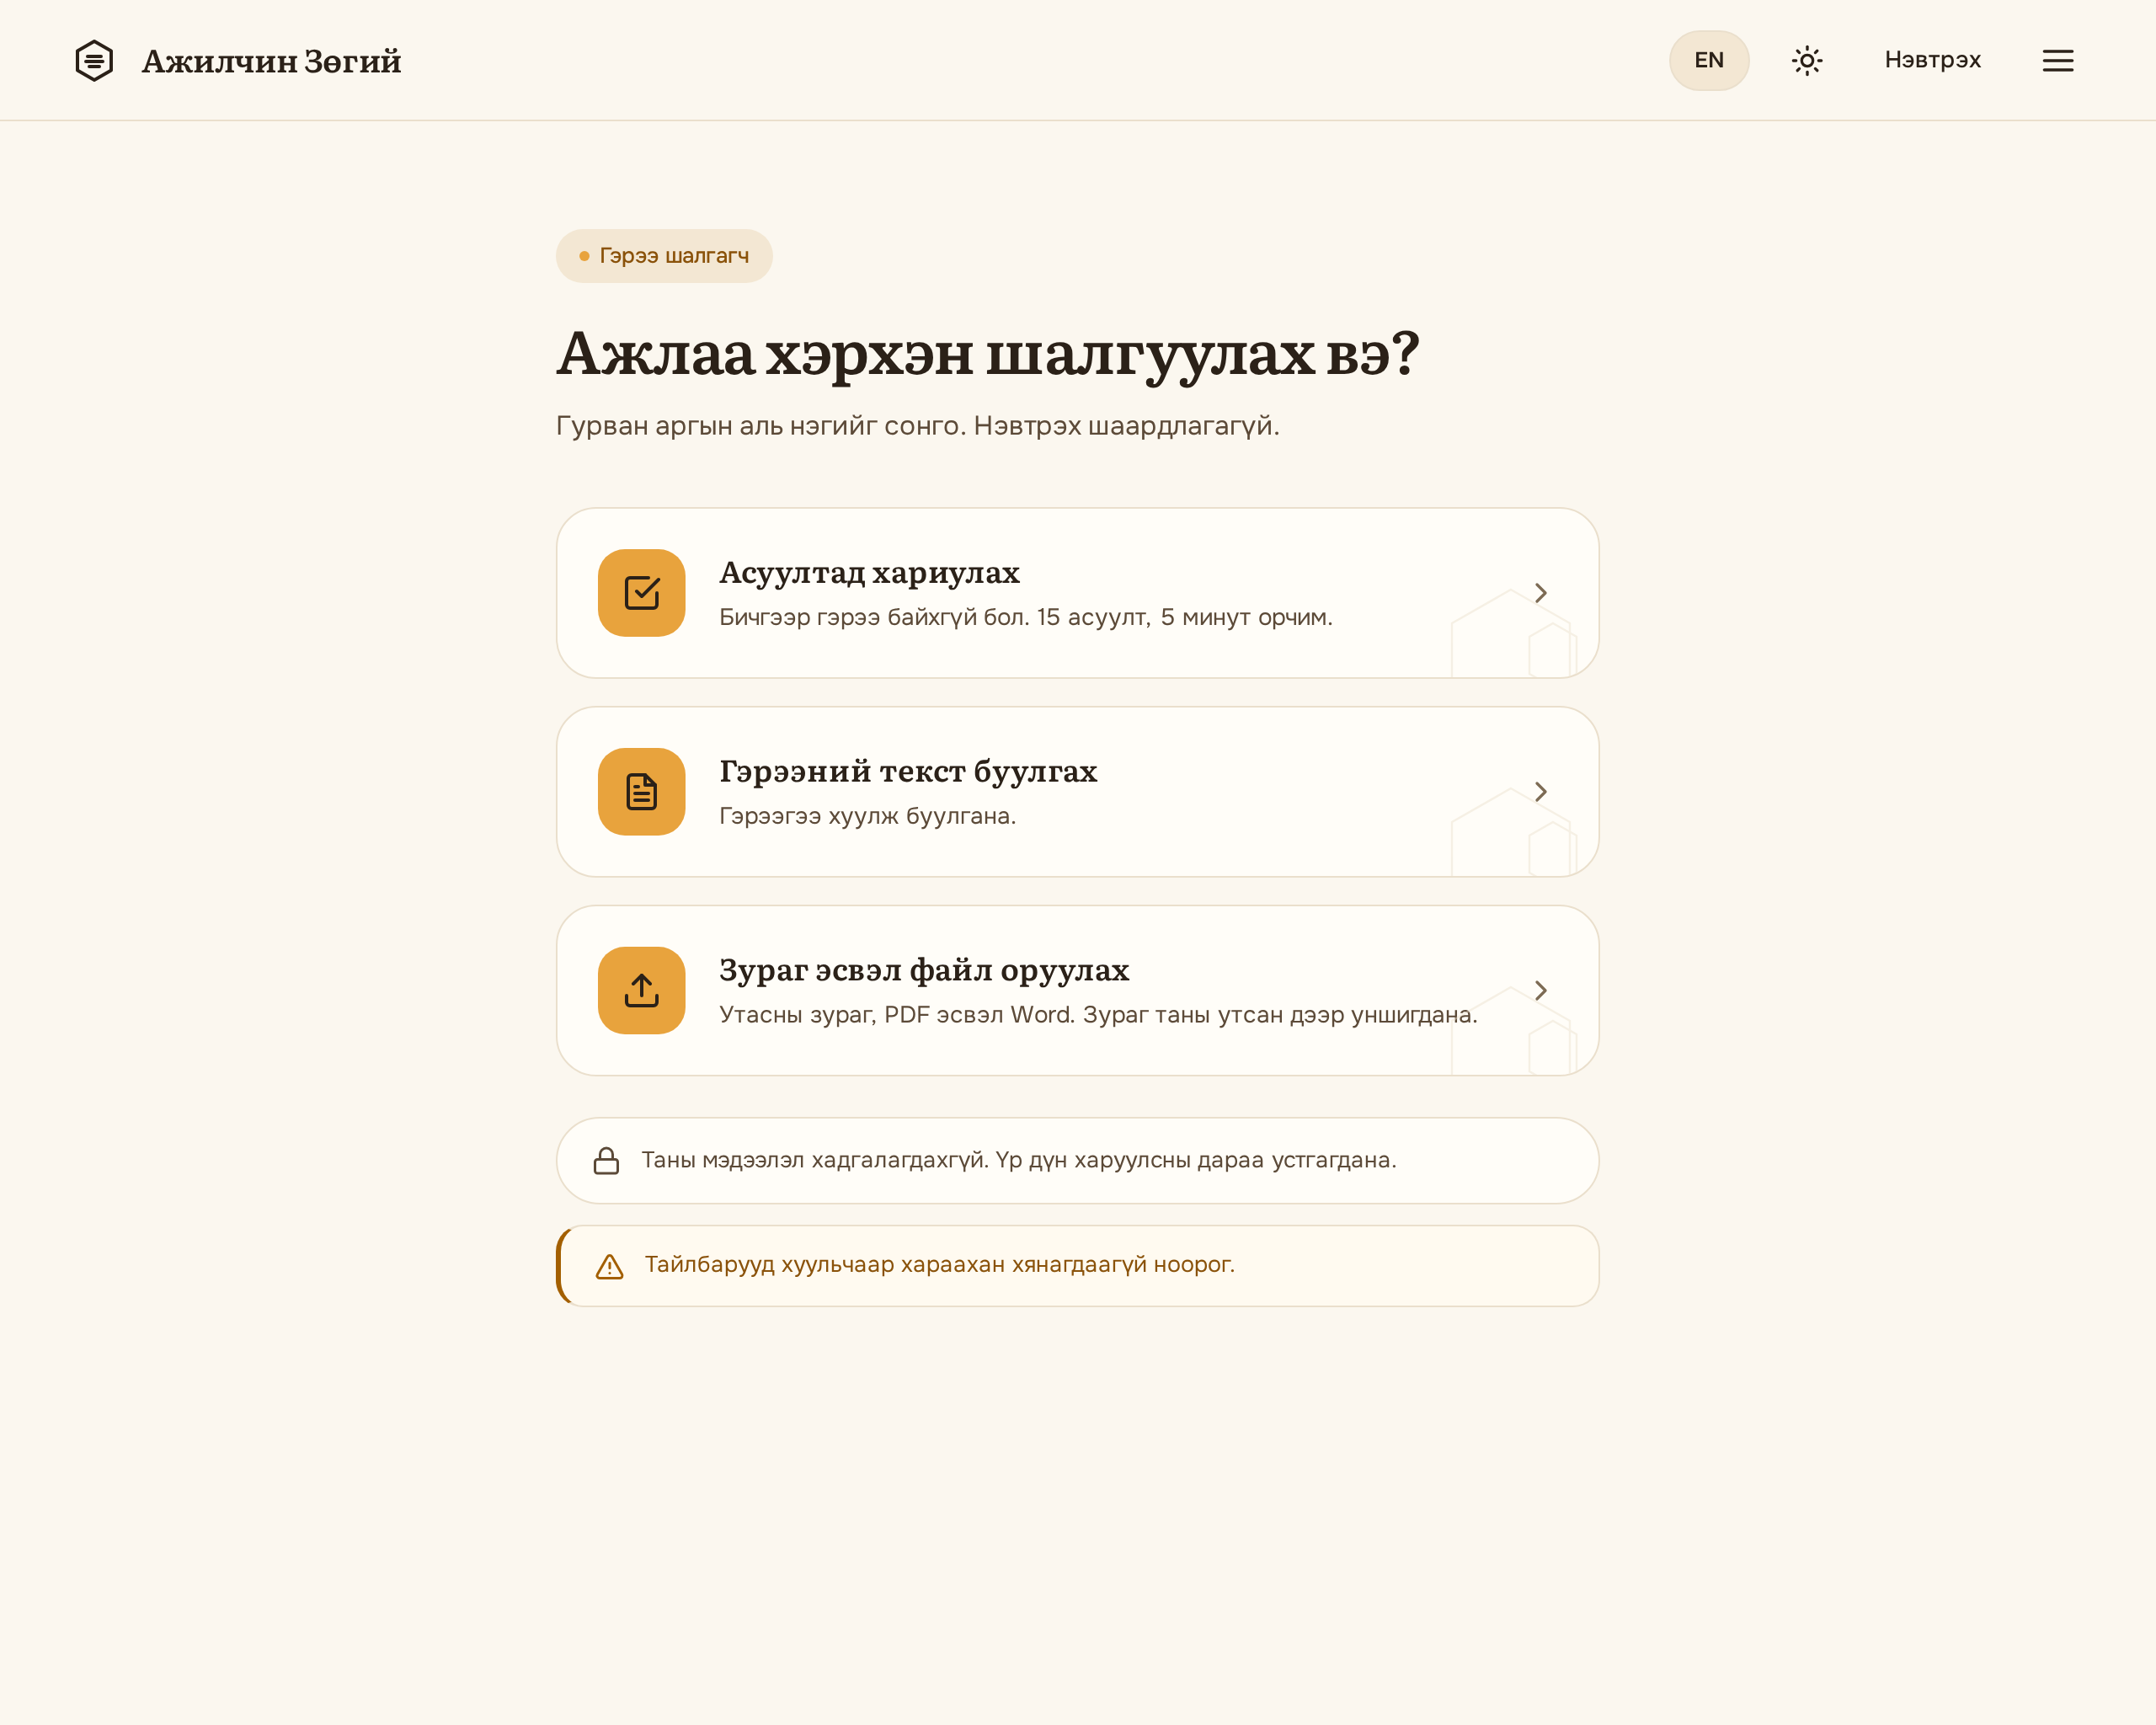 Ажилчин Зөгий
EN
Нэвтрэх
Гэрээ шалгагч
Ажлаа хэрхэн шалгуулах вэ?
Гурван аргын аль нэгийг сонго. Нэвтрэх шаардлагагүй.
Асуултад хариулах
Бичгээр гэрээ байхгүй бол. 15 асуулт, 5 минут орчим.
Гэрээний текст буулгах
Гэрээгээ хуулж буулгана.
Зураг эсвэл файл оруулах
Утасны зураг, PDF эсвэл Word. Зураг таны утсан дээр уншигдана.
Таны мэдээлэл хадгалагдахгүй. Үр дүн харуулсны дараа устгагдана.
Тайлбарууд хуульчаар хараахан хянагдаагүй ноорог.